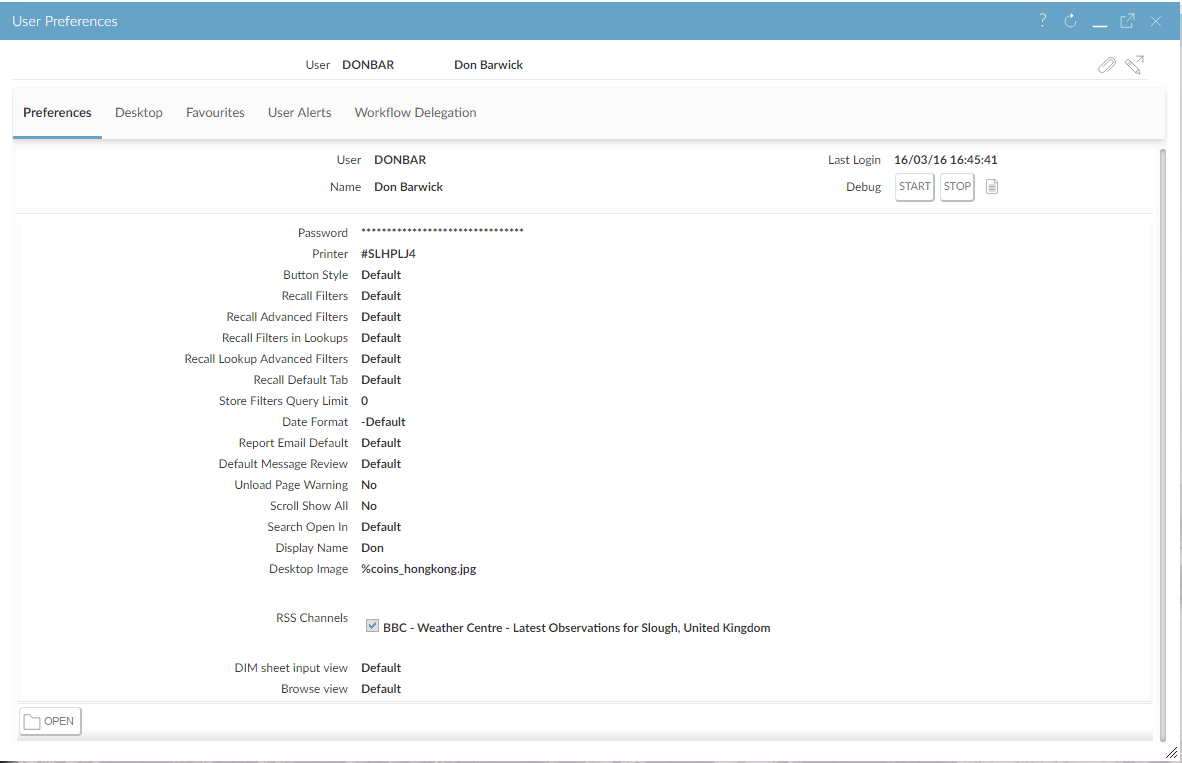 User Preferences ?
User DONBAR Don Barwick
Preferences Desktop Favourites User Alerts Workflow Delegation
User DONBAR Last Login 16/03/16 16:45:41
Name Don Barwick Debug START STOP
Password ********************************
Printer #SLHPLJ4
Button Style Default
Recall Filters Default
Recall Advanced Filters Default
Recall Filters in Lookups Default
Recall Lookup Advanced Filters Default
Recall Default Tab Default
Store Filters Query Limit 0
Date Format -Default
Report Email Default Default
Default Message Review Default
Unload Page Warning No
Scroll Show All No
Search Open In Default
Display Name Don
Desktop Image %coins_hongkong.jpg
RSS Channels BBC - Weather Centre - Latest Observations for Slough, United Kingdom
DIM sheet input view Default
Browse view Default
OPEN